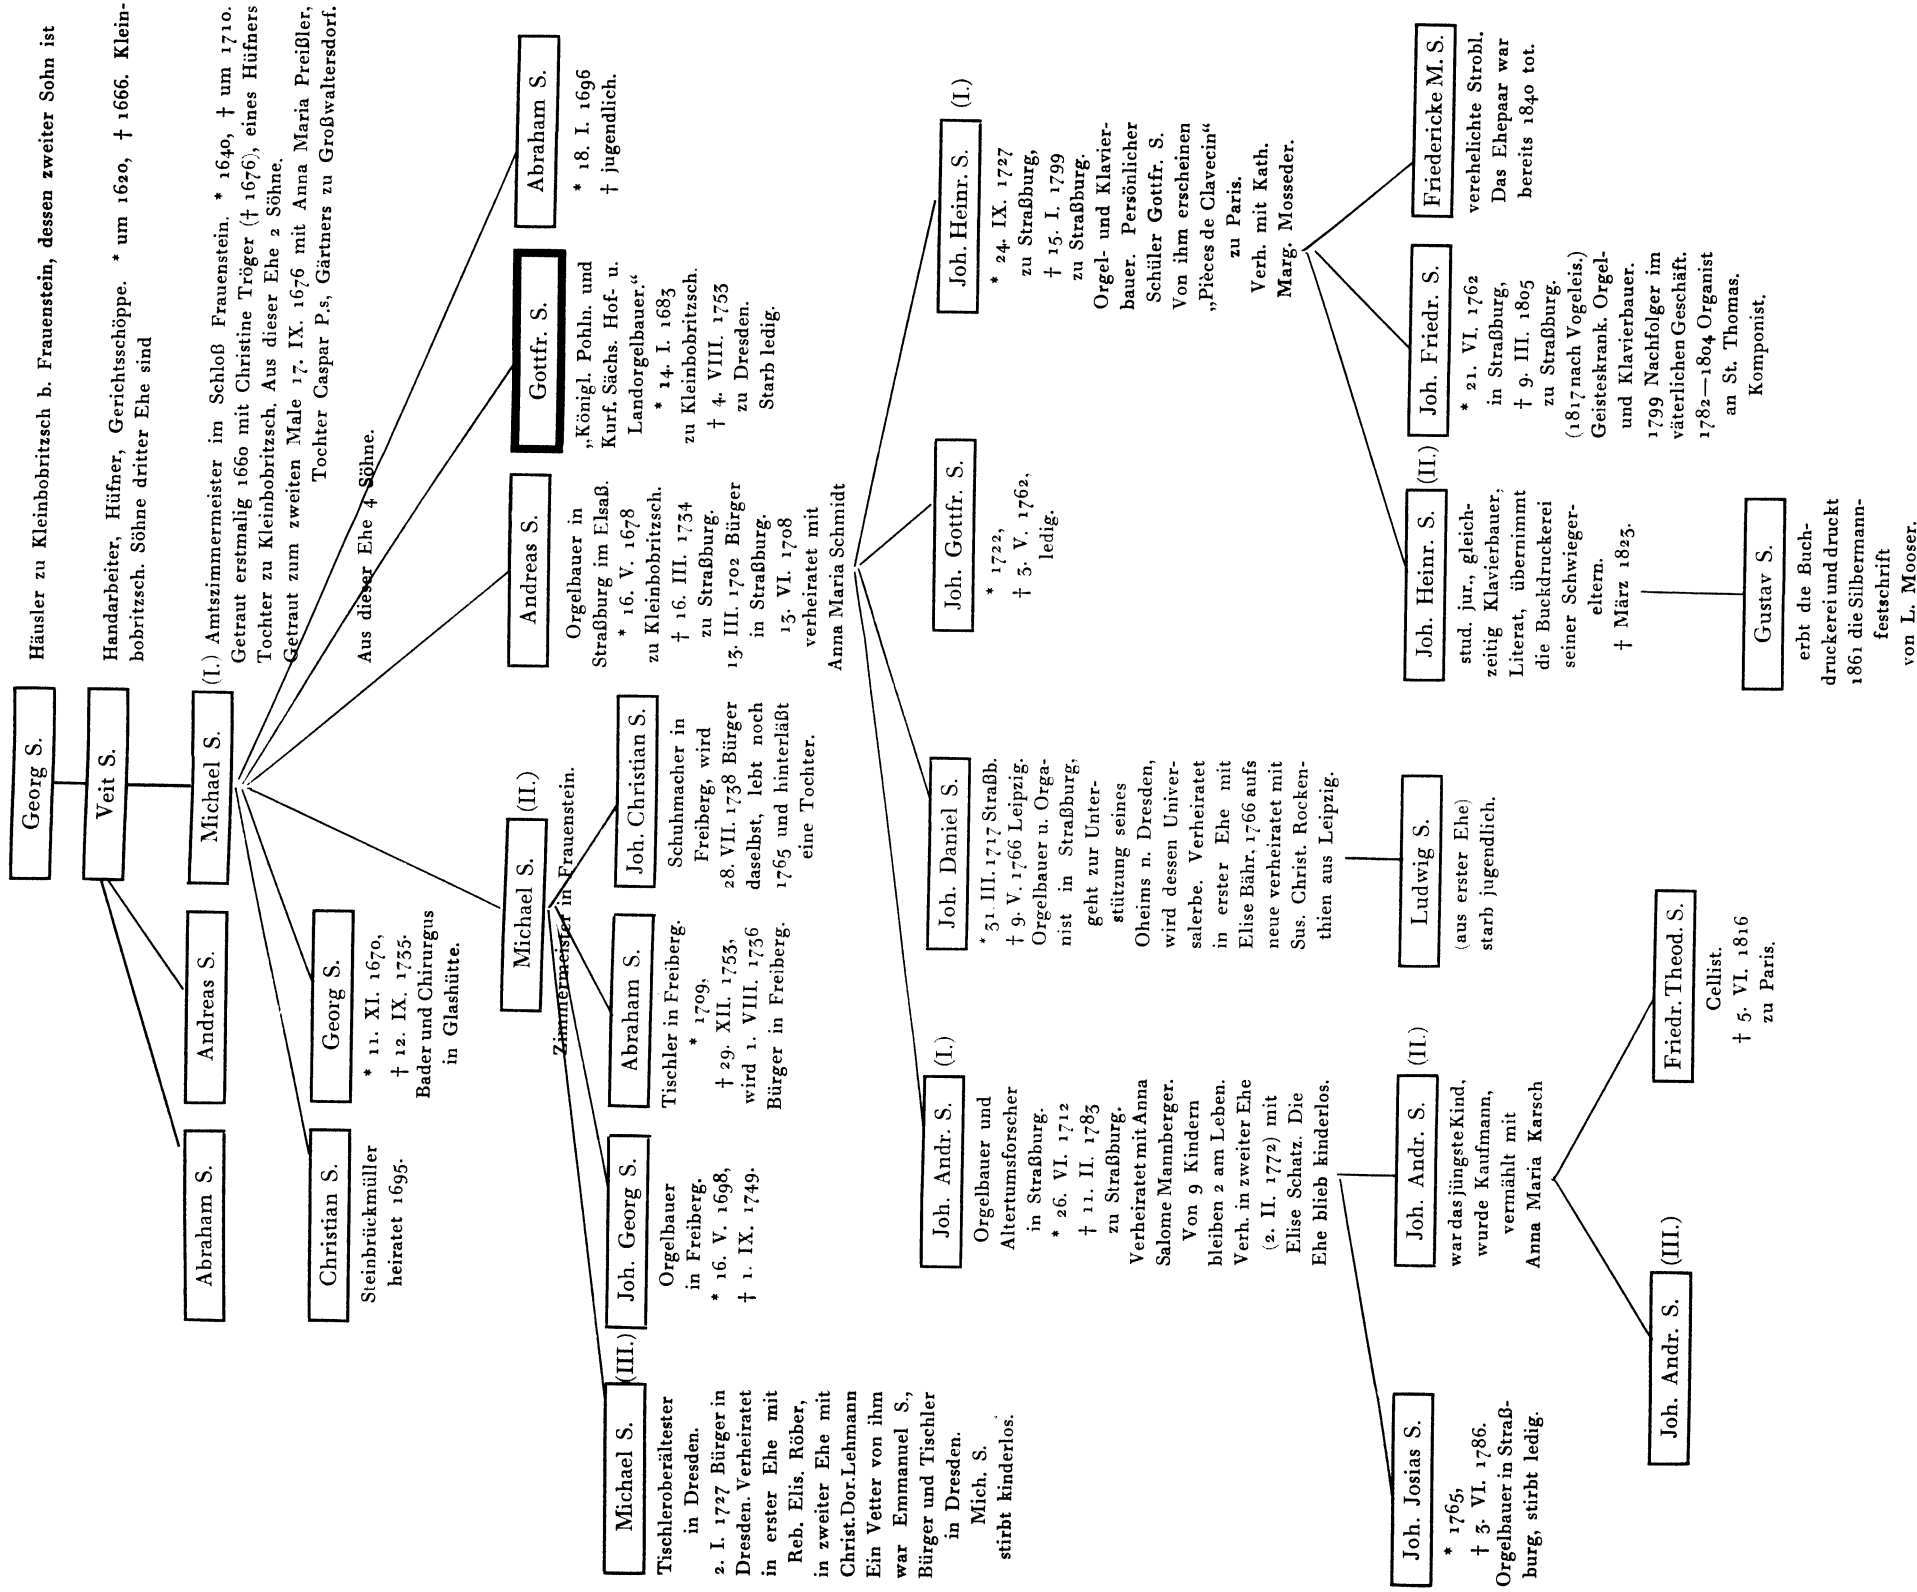 Georg S.
Häusler zu Kleinbobritzsch b. Frauenstein, dessen zweiter Sohn ist
Veit S.
Handarbeiter, Hüfner, Gerichtsschöppe. * um 1620, † 1666. Klein-
bobritzsch. Söhne dritter Ehe sind
Abraham S.
Andreas S.
Michael S.
(I.) Amtszimmermeister im Schloß Frauenstein. * 1640, † um 1710.
Getraut erstmalig 1660 mit Christine Tröger († 1676), eines Hüfners
Tochter zu Kleinbobritzsch. Aus dieser Ehe 2 Söhne.
Getraut zum zweiten Male 17. IX. 1676 mit Anna Maria Preißler,
Tochter Caspar P.s, Gärtners zu Großwaltersdorf.
Aus dieser Ehe 4 Söhne.
Christian S.
Steinbrückmüller
heiratet 1695.
Georg S.
* 11. XI. 1670,
† 12. IX. 1735.
Bader und Chirurgus
in Glashütte.
Michael S.
(II.)
Zimmermeister in Frauenstein.
Andreas S.
Orgelbauer in
Straßburg im Elsaß.
* 16. V. 1678
zu Kleinbobritzsch.
† 16. III. 1734
zu Straßburg.
13. III. 1702 Bürger
in Straßburg.
13. VI. 1708
verheiratet mit
Anna Maria Schmidt
Gottfr. S.
„Königl. Pohln. und
Kurf. Sächs. Hof- u.
Landorgelbauer.“
* 14. I. 1683
zu Kleinbobritzsch.
† 4. VIII. 1753
zu Dresden.
Starb ledig.
Abraham S.
* 18. I. 1696
† jugendlich.
Michael S.
(III.)
Tischleroberältester
in Dresden.
2. I. 1727 Bürger in
Dresden. Verheiratet
in erster Ehe mit
Reb. Elis. Röber,
in zweiter Ehe mit
Christ. Dor. Lehmann
Ein Vetter von ihm
war Emmanuel S.,
Bürger und Tischler
in Dresden.
Mich. S.
stirbt kinderlos.
Joh. Georg S.
Orgelbauer
in Freiberg.
* 16. V. 1698,
† 1. IX. 1749.
Abraham S.
Tischler in Freiberg.
* 1709,
† 29. XII. 1753,
wird 1. VIII. 1736
Bürger in Freiberg.
Joh. Christian S.
Schuhmacher in
Freiberg, wird
28. VII. 1738 Bürger
daselbst, lebt noch
1765 und hinterläßt
eine Tochter.
Joh. Andr. S.
(I.)
Orgelbauer und
Altertumsforscher
in Straßburg.
* 26. VI. 1712
† 11. II. 1783
zu Straßburg.
Verheiratet mit Anna
Salome Mannberger.
Von 9 Kindern
bleiben 2 am Leben.
Verh. in zweiter Ehe
(2. II. 1772) mit
Elise Schatz. Die
Ehe blieb kinderlos.
Joh. Daniel S.
* 31. III. 1717 Straßb.
† 9. V. 1766 Leipzig.
Orgelbauer u. Orga-
nist in Straßburg,
geht zur Unter-
stützung seines
Oheims n. Dresden,
wird dessen Univer-
salerbe. Verheiratet
in erster Ehe mit
Elise Bähr, 1766 aufs
neue verheiratet mit
Sus. Christ. Rocken-
thien aus Leipzig.
Joh. Gottfr. S.
* 1722,
† 3. V. 1762,
ledig.
Joh. Heinr. S.
(I.)
* 24. IX. 1727
zu Straßburg,
† 15. I. 1799
zu Straßburg.
Orgel- und Klavier-
bauer. Persönlicher
Schüler Gottfr. S.
Von ihm erscheinen
„Pièces de Clavecin“
zu Paris.
Verh. mit Kath.
Marg. Mosseder.
Joh. Josias S.
* 1765,
† 3. VI. 1786.
Orgelbauer in Straß-
burg, stirbt ledig.
Joh. Andr. S.
(II.)
war das jüngste Kind,
wurde Kaufmann,
vermählt mit
Anna Maria Karsch
Ludwig S.
(aus erster Ehe)
starb jugendlich.
Joh. Heinr. S.
(II.)
stud. jur., gleich-
zeitig Klavierbauer,
Literat, übernimmt
die Buckdruckerei
seiner Schwieger-
eltern.
† März 1823.
Joh. Friedr. S.
* 21. VI. 1762
in Straßburg,
† 9. III. 1805
zu Straßburg.
(1817 nach Vogeleis.)
Geisteskrank. Orgel-
und Klavierbauer.
1799 Nachfolger im
väterlichen Geschäft.
1782—1804 Organist
an St. Thomas.
Komponist.
Friedericke M. S.
verehelichte Strobl.
Das Ehepaar war
bereits 1840 tot.
Joh. Andr. S.
(III.)
Friedr. Theod. S.
Cellist.
† 5. VI. 1816
zu Paris.
Gustav S.
erbt die Buch-
druckerei und druckt
1861 die Silbermann-
festschrift
von L. Mooser.